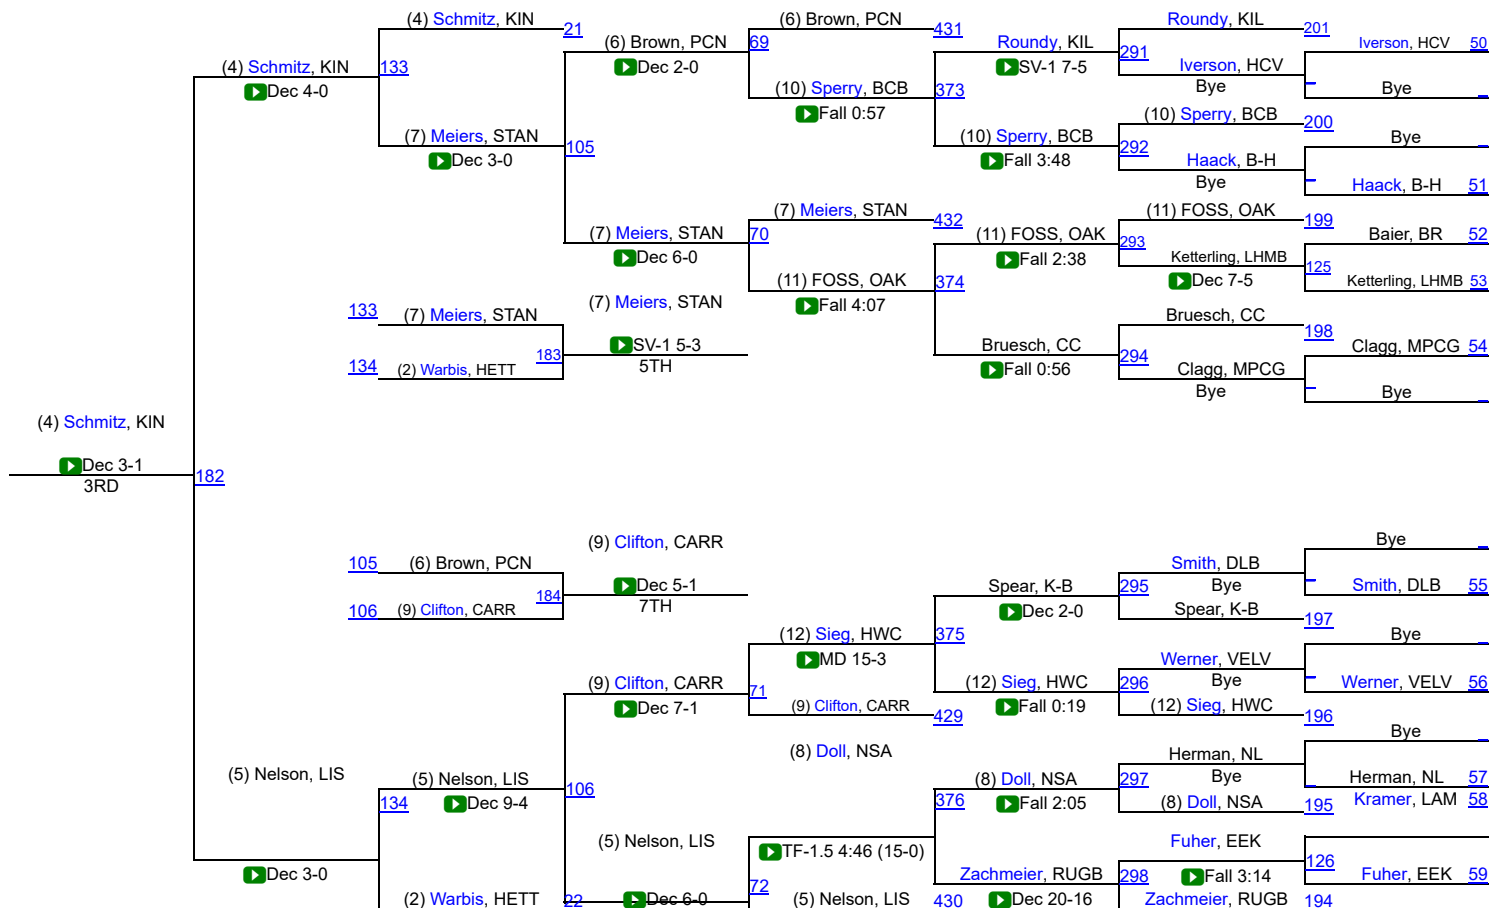 (4) Schmitz, KIN
21
(6) Brown, PCN
431
Roundy, KIL
201
(6) Brown, PCN
69
Roundy, KIL
291
Iverson, HCV 50
Dec 2-0
SV-1 7-5
Iverson, HCV
(4) Schmitz, KIN
133
Bye
Bye
Dec 4-0
(10) Sperry, BCB
373
Fall 0:57
(10) Sperry, BCB
200
(7) Meiers, STAN
105
(10) Sperry, BCB
292
Bye
Dec 3-0
Fall 3:48
Haack, B-H
Bye
Haack, B-H 51
(7) Meiers, STAN
432
(11) FOSS, OAK
199
(7) Meiers, STAN
70
(11) FOSS, OAK
293
Baier, BR 52
Dec 6-0
Fall 2:38
Ketterling, LHMB
125
(11) FOSS, OAK
374
Dec 7-5
Ketterling, LHMB 53
(7) Meiers, STAN
Fall 4:07
133
(7) Meiers, STAN
Bruesch, CC
198
SV-1 5-3
183
5TH
Bruesch, CC
294
Clagg, MPCG 54
134
(2) Warbis, HETT
Fall 0:56
Clagg, MPCG
Bye
Bye
(4) Schmitz, KIN
Dec 3-1
182
3RD
(9) Clifton, CARR
Bye
105
(6) Brown, PCN
Smith, DLB
Dec 5-1
184
7TH
Spear, K-B
295
Bye
Smith, DLB 55
106
(9) Clifton, CARR
Dec 2-0
Spear, K-B
197
(12) Sieg, HWC
375
Bye
MD 15-3
Werner, VELV
(9) Clifton, CARR
71
(12) Sieg, HWC
296
Bye
Werner, VELV 56
Dec 7-1
(9) Clifton, CARR
429
Fall 0:19
(12) Sieg, HWC
196
Bye
(8) Doll, NSA
Herman, NL
(5) Nelson, LIS
(5) Nelson, LIS
106
(8) Doll, NSA
297
Bye
Herman, NL 57
134
Dec 9-4
376
Fall 2:05
(8) Doll, NSA
195
Kramer, LAM 58
(5) Nelson, LIS
Fuher, EEK
TF-1.5 4:46 (15-0)
126
Dec 3-0
Zachmeier, RUGB
298
Fall 3:14
Fuher, EEK 59
72
(2) Warbis, HETT
22
Dec 6-0
(5) Nelson, LIS
430
Dec 20-16
Zachmeier, RUGB
194